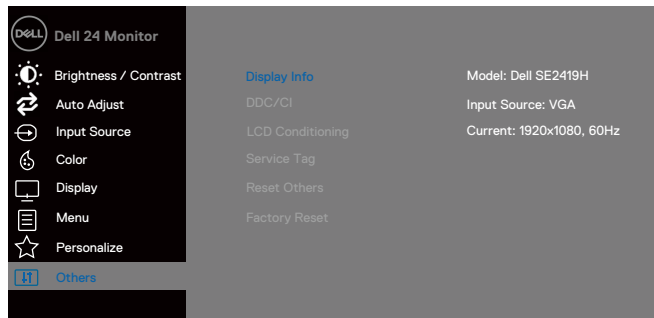 DELL Dell 24 Monitor
Brightness / Contrast
Auto Adjust
Input Source
Color
Display
Menu
Personalize
Others
Display Info
DDC/CI
LCD Conditioning
Service Tag
Reset Others
Factory Reset
Model: Dell SE2419H
Input Source: VGA
Current: 1920x1080, 60Hz